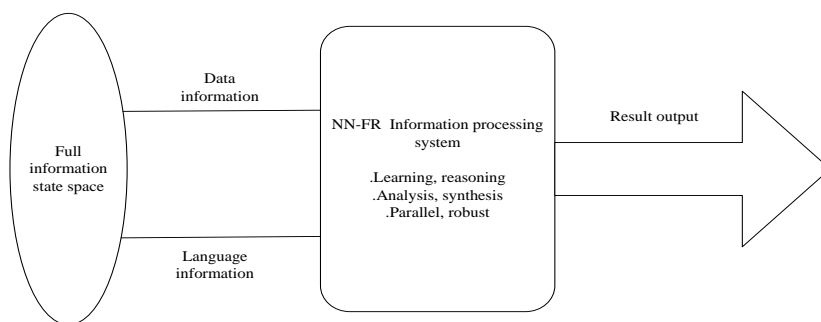 Full
information
state space
Data
information
Language
information
NN-FR Information processing
system
.Learning, reasoning
.Analysis, synthesis
.Parallel, robust
Result output